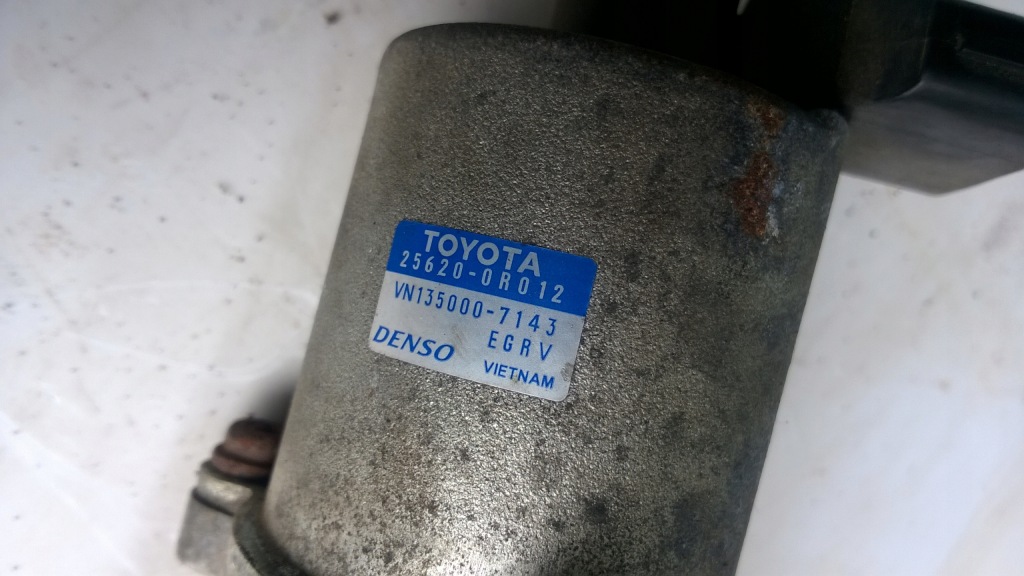 TOYOTA
25620-0R012
VN135000-7143
EGRV
DENSO
VIETNAM